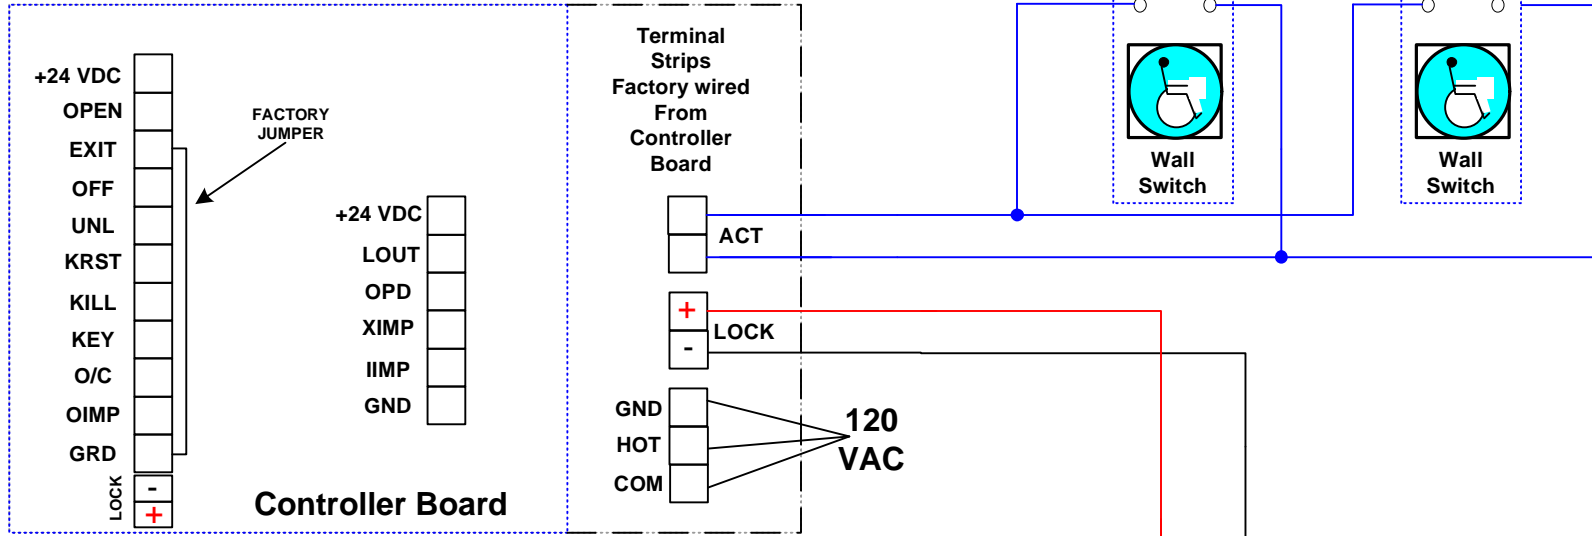 +24 VDC
OPEN
EXIT
OFF
UNL
KRST
KILL
KEY
O/C
OIMP
GRD
LOCK
-
+
FACTORY
JUMPER
+24 VDC
LOUT
OPD
XIMP
IIMP
GND
Controller Board
Terminal
Strips
Factory wired
From
Controller
Board
ACT
+
-
LOCK
GND
HOT
COM
120
VAC
Wall
Switch
Wall
Switch